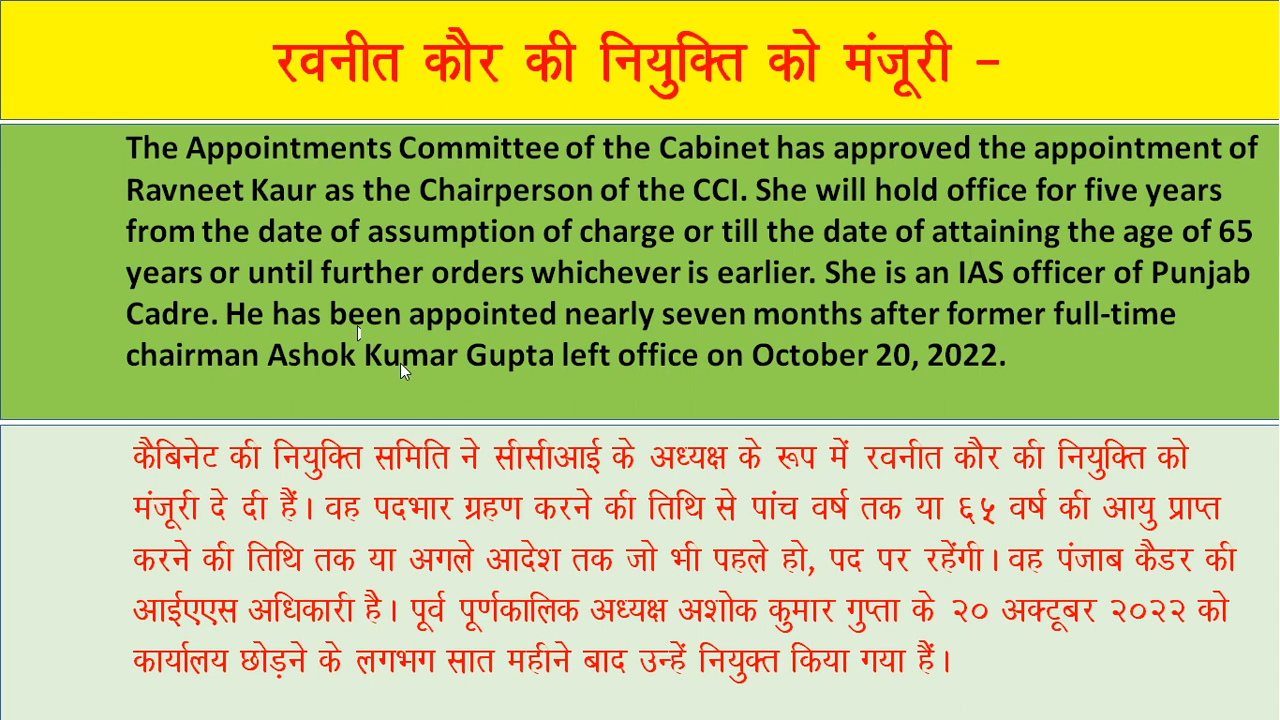 रवनीत कौर की नियुक्ति को मंजूरी -
The Appointments Committee of the Cabinet has approved the appointment of
Ravneet Kaur as the Chairperson of the CCI. She will hold office for five years
from the date of assumption of charge or till the date of attaining the age of 65
years or until further orders whichever is earlier. She is an IAS officer of Punjab
Cadre. He has been appointed nearly seven months after former full-time
chairman Ashok Kumar Gupta left office on October 20, 2022.
कैबिनेट की नियुक्ति समिति ने सीसीआई के अध्यक्ष के रूप में रवनीत कौर की नियुक्ति को
मंजूरी दे दी हैं। वह पदभार ग्रहण करने की तिथि से पांच वर्ष तक या ६५ वर्ष की आयु प्राप्त
करने की तिथि तक या अगले आदेश तक जो भी पहले हो, पद पर रहेंगी। वह पंजाब कैडर की
आईएएस अधिकारी है। पूर्व पूर्णकालिक अध्यक्ष अशोक कुमार गुप्ता के २० अक्टूबर २०२२ को
कार्यालय छोड़ने के लगभग सात महीने बाद उन्हें नियुक्त किया गया हैं।